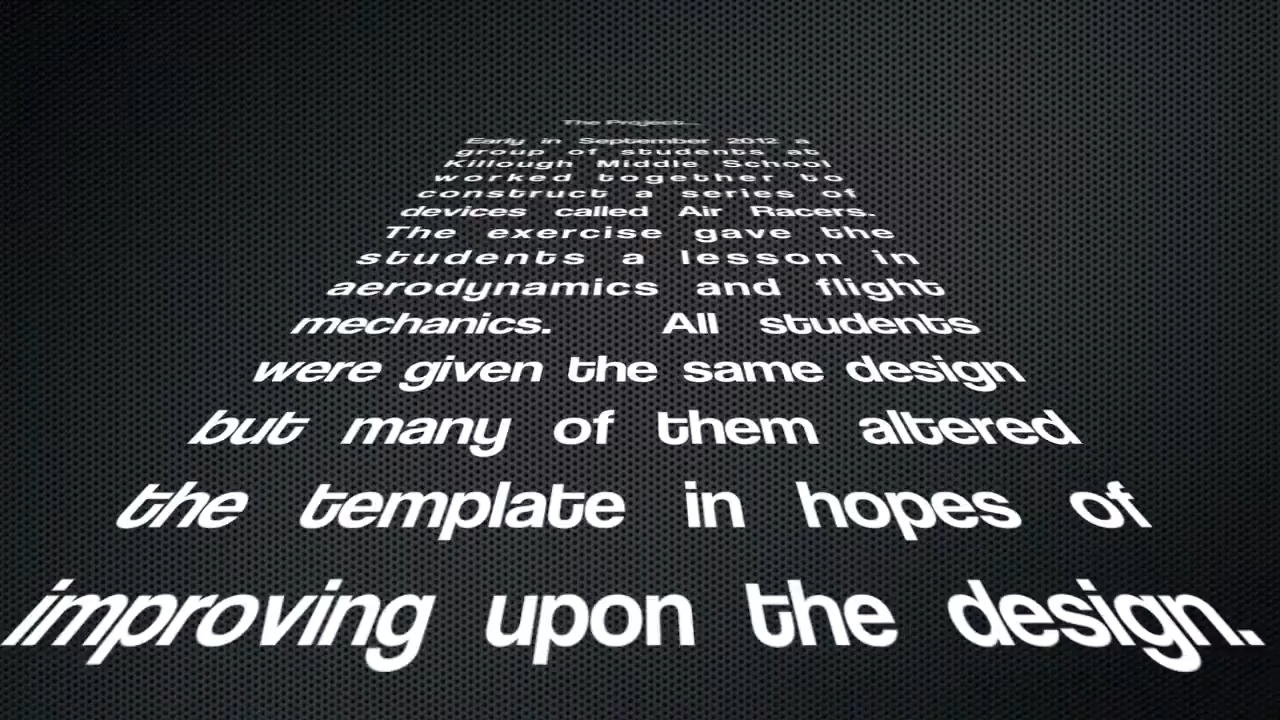 The Project...
Early in September 2012 a
group of students at
Killough Middle School
worked together to
construct a series of
devices called Air Racers.
The exercise gave the
students a lesson in
aerodynamics and flight
mechanics. All students
were given the same design
but many of them altered
the template in hopes of
improving upon the design.